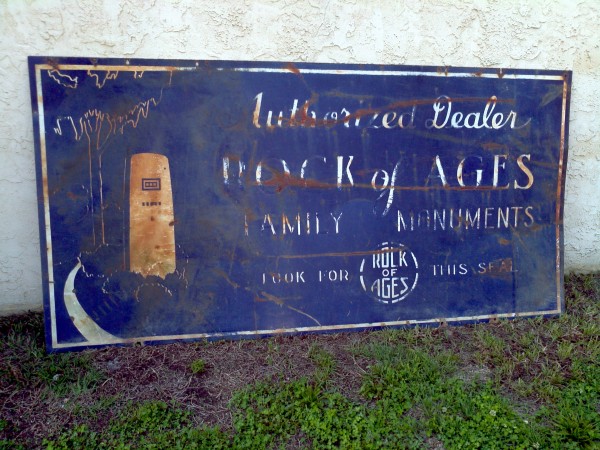 Authorized Dealer
ROCK of AGES
FAMILY MONUMENTS
LOOK FOR ROCK OF AGES THIS SEAL